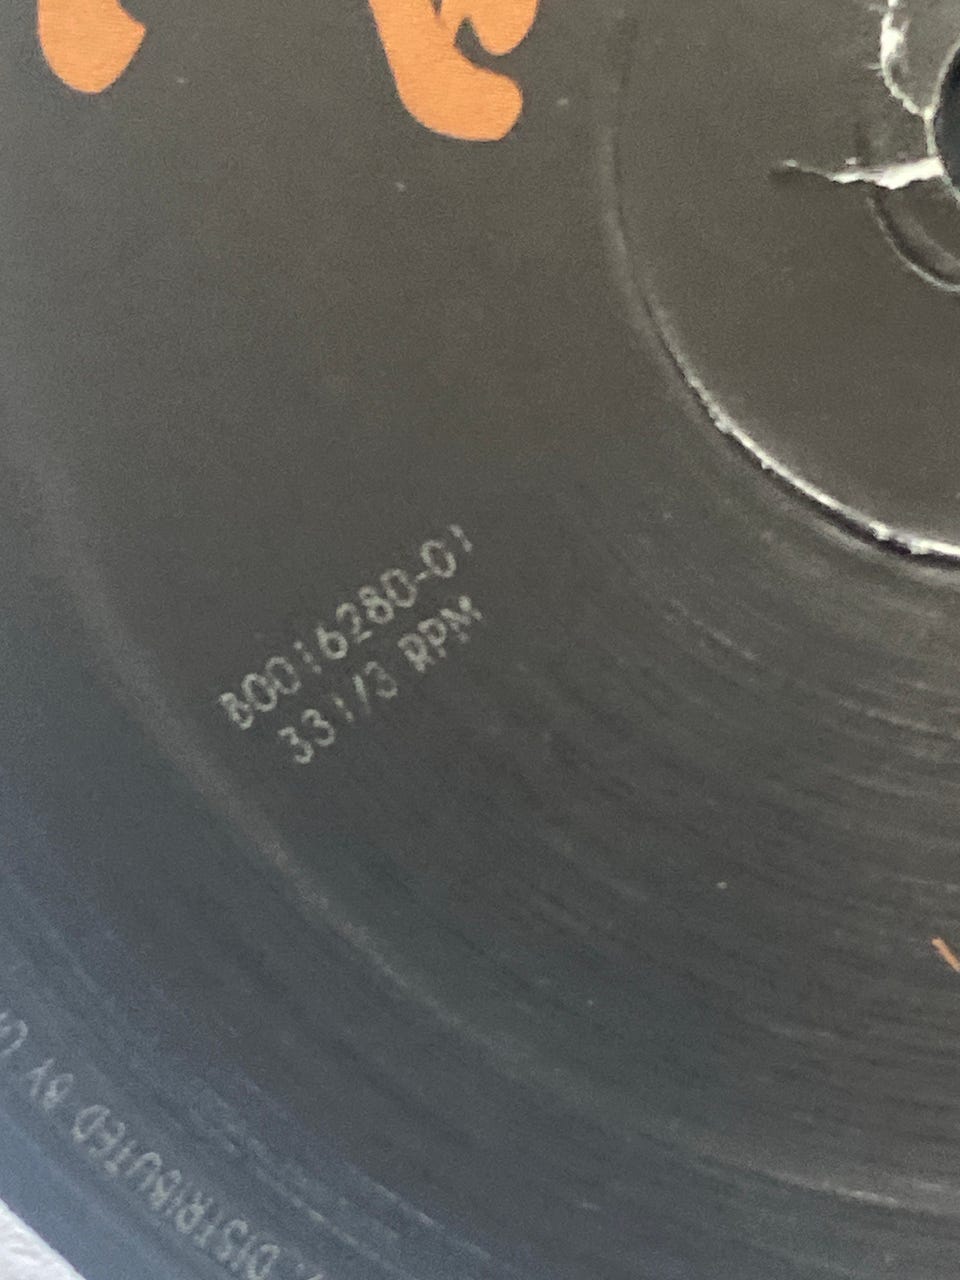 B0016280-01
33 1/3 RPM
DISTRIBUTED BY